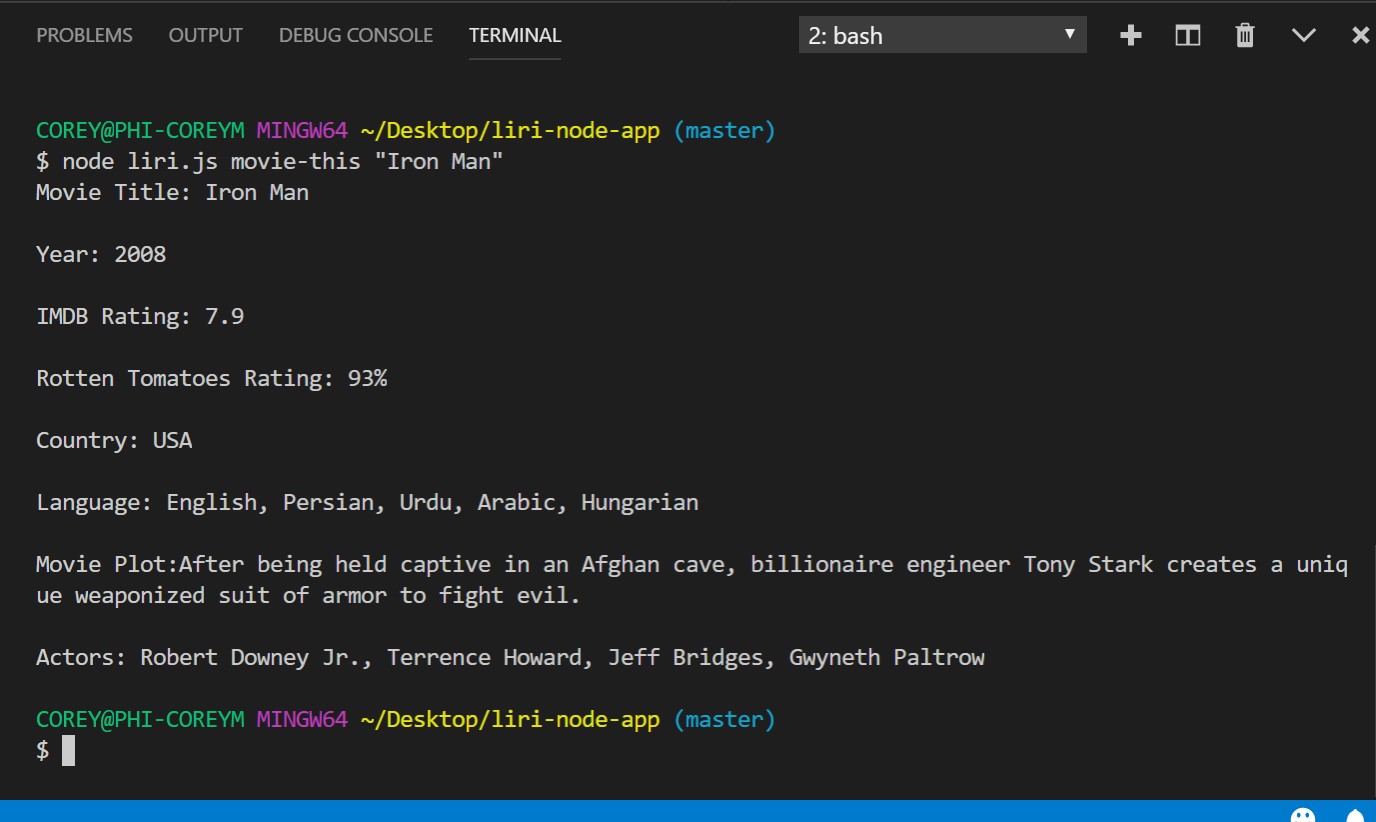 PROBLEMS OUTPUT DEBUG CONSOLE TERMINAL 2: bash
COREY@PHI-COREYM MINGW64 ~/Desktop/liri-node-app (master)
$ node liri.js movie-this "Iron Man"
Movie Title: Iron Man
Year: 2008
IMDB Rating: 7.9
Rotten Tomatoes Rating: 93%
Country: USA
Language: English, Persian, Urdu, Arabic, Hungarian
Movie Plot:After being held captive in an Afghan cave, billionaire engineer Tony Stark creates a uniq
ue weaponized suit of armor to fight evil.
Actors: Robert Downey Jr., Terrence Howard, Jeff Bridges, Gwyneth Paltrow
COREY@PHI-COREYM MINGW64 ~/Desktop/liri-node-app (master)
$